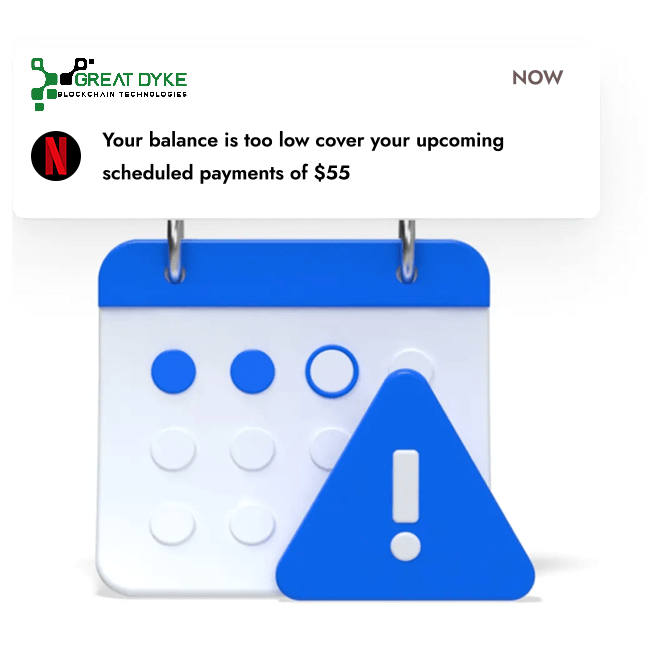 GREAT DYKE
BLOCKCHAIN TECHNOLOGIES
NOW
N
Your balance is too low cover your upcoming
scheduled payments of $55
!